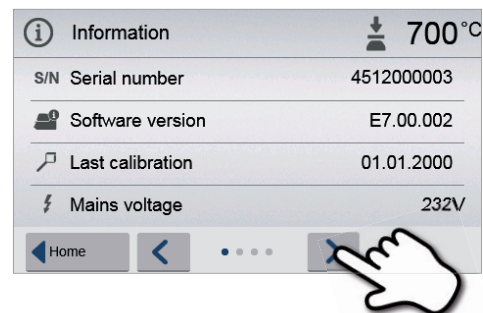 Information 700°C
S/N Serial number 4512000003
Software version E7.00.002
Last calibration 01.01.2000
Mains voltage 232V
Home